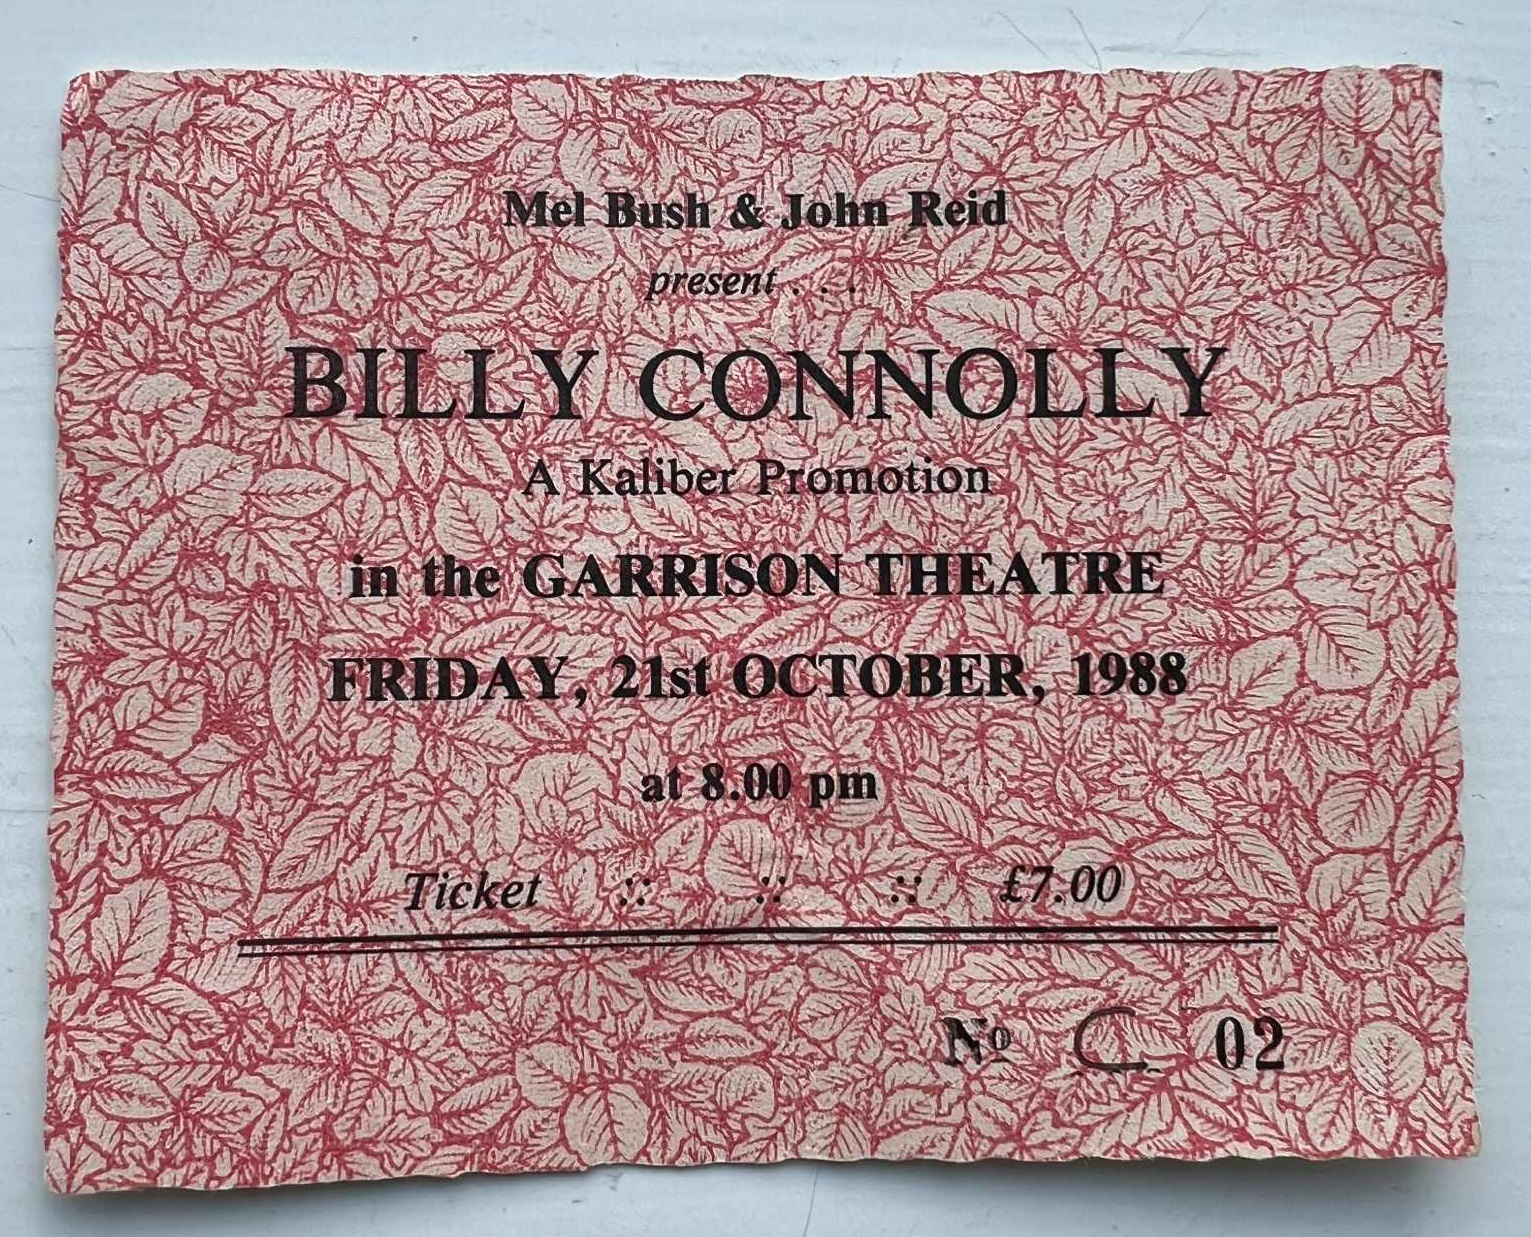 Mel Bush & John Reid
present . . .
BILLY CONNOLLY
A Kaliber Promotion
in the GARRISON THEATRE
FRIDAY, 21st OCTOBER, 1988
at 8.00 pm
Ticket :: :: :: £7.00
No C 02